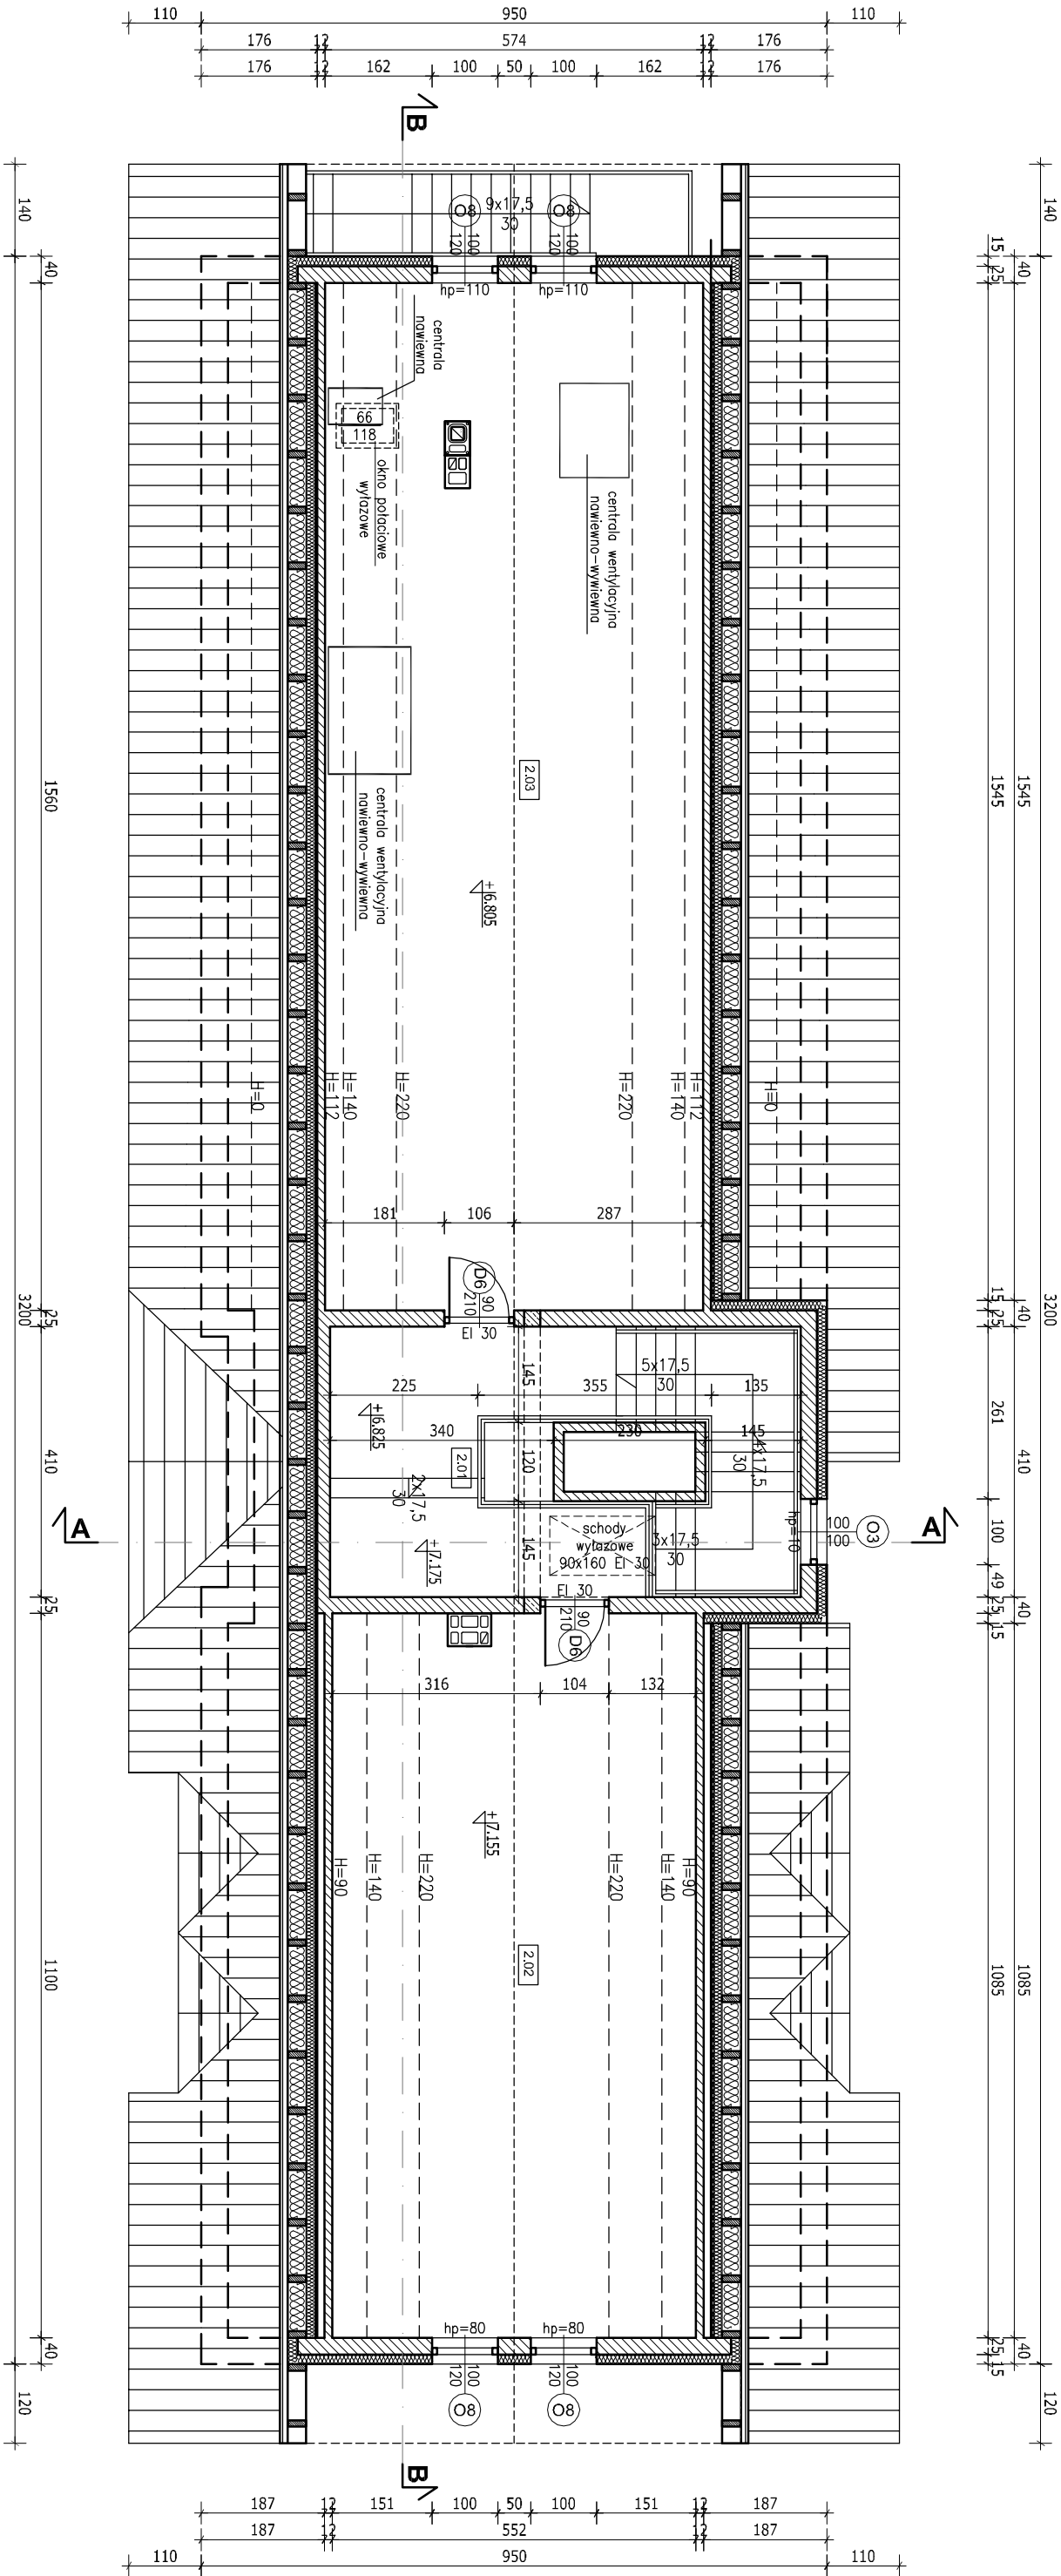 110 950 110
176 12 574 12 176
176 12 162 100 50 100 162 12 176
B
140
140
9x17,5
30
O8
100
120
O8
100
120
hp=110
hp=110
40
15
25
40
centrala
nawiewna
66
118
okno połaciowe
wyłazowe
centrala wentylacyjna
nawiewno-wywiewna
centrala wentylacyjna
nawiewno-wywiewna
2.03
+6.805
1560
1545
1545
H=0
H=112
H=140
H=220
H=220
H=140
H=112
H=0
181 106 287
D6
90
210
EI 30
3200
25
15
25
40
3200
145
5x17,5
30
225 355 135
+6,825
340
2.01
120
230
145
4x17,5
30
261
410
410
2x17,5
30
+7.175
145
schody
wyłazowe
90x160 EI 30
3x17,5
30
hp=10
100
100
O3
100
A
A
EI 30
90
210
D6
49
25
25
15
40
316 104 132
+7.155
H=90
H=140
H=220
H=220
H=140
H=90
2.02
1100
1085
1085
hp=80
hp=80
100
120
O8
100
120
O8
40
25
15
40
120
120
B
187 12 151 100 50 100 151 12 187
187 12 552 12 187
110 950 110